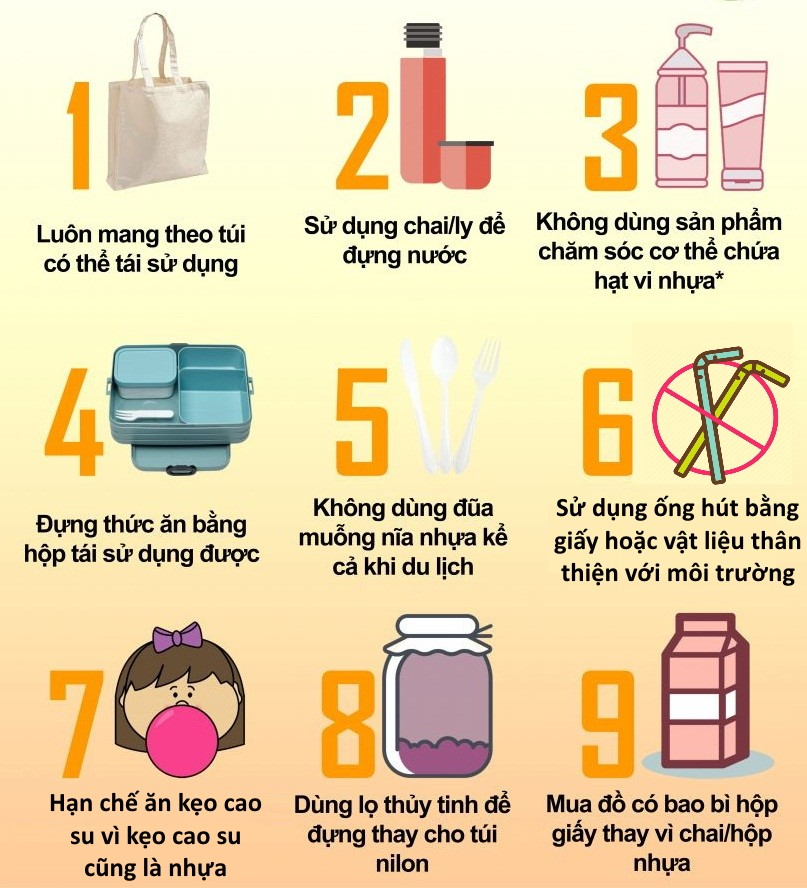 1
Luôn mang theo túi
có thể tái sử dụng
2
Sử dụng chai/ly để
đựng nước
3
Không dùng sản phẩm
chăm sóc cơ thể chứa
hạt vi nhựa*
4
Đựng thức ăn bằng
hộp tái sử dụng được
5
Không dùng đũa
muỗng nĩa nhựa kể
cả khi du lịch
6
Sử dụng ống hút bằng
giấy hoặc vật liệu thân
thiện với môi trường
7
Hạn chế ăn kẹo cao
su vì kẹo cao su
cũng là nhựa
8
Dùng lọ thủy tinh để
đựng thay cho túi
nilon
9
Mua đồ có bao bì hộp
giấy thay vì chai/hộp
nhựa